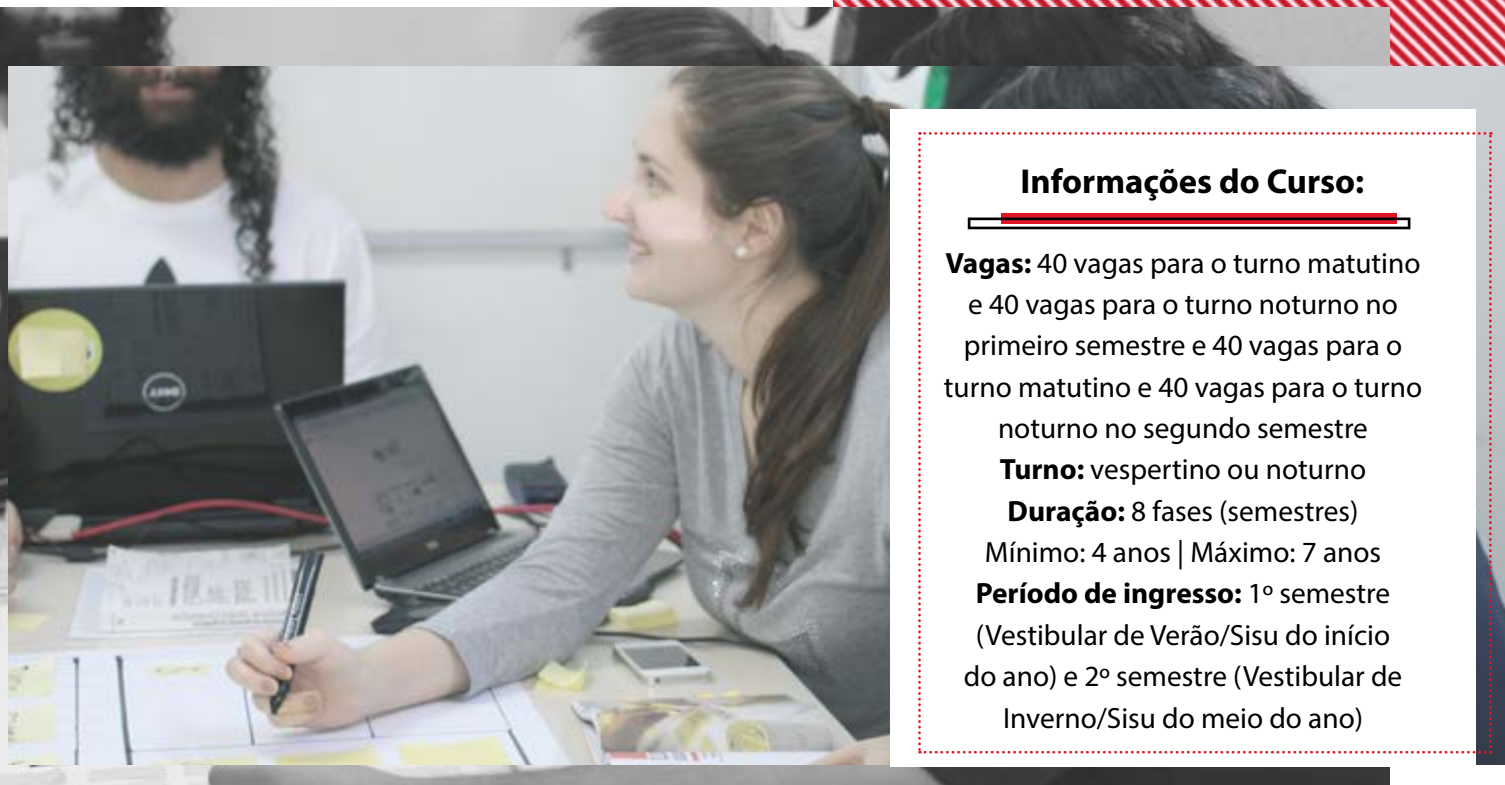 Informações do Curso:
Vagas: 40 vagas para o turno matutino
e 40 vagas para o turno noturno no
primeiro semestre e 40 vagas para o
turno matutino e 40 vagas para o turno
noturno no segundo semestre
Turno: vespertino ou noturno
Duração: 8 fases (semestres)
Mínimo: 4 anos | Máximo: 7 anos
Período de ingresso: 1º semestre
(Vestibular de Verão/Sisu do início
do ano) e 2º semestre (Vestibular de
Inverno/Sisu do meio do ano)
DELL